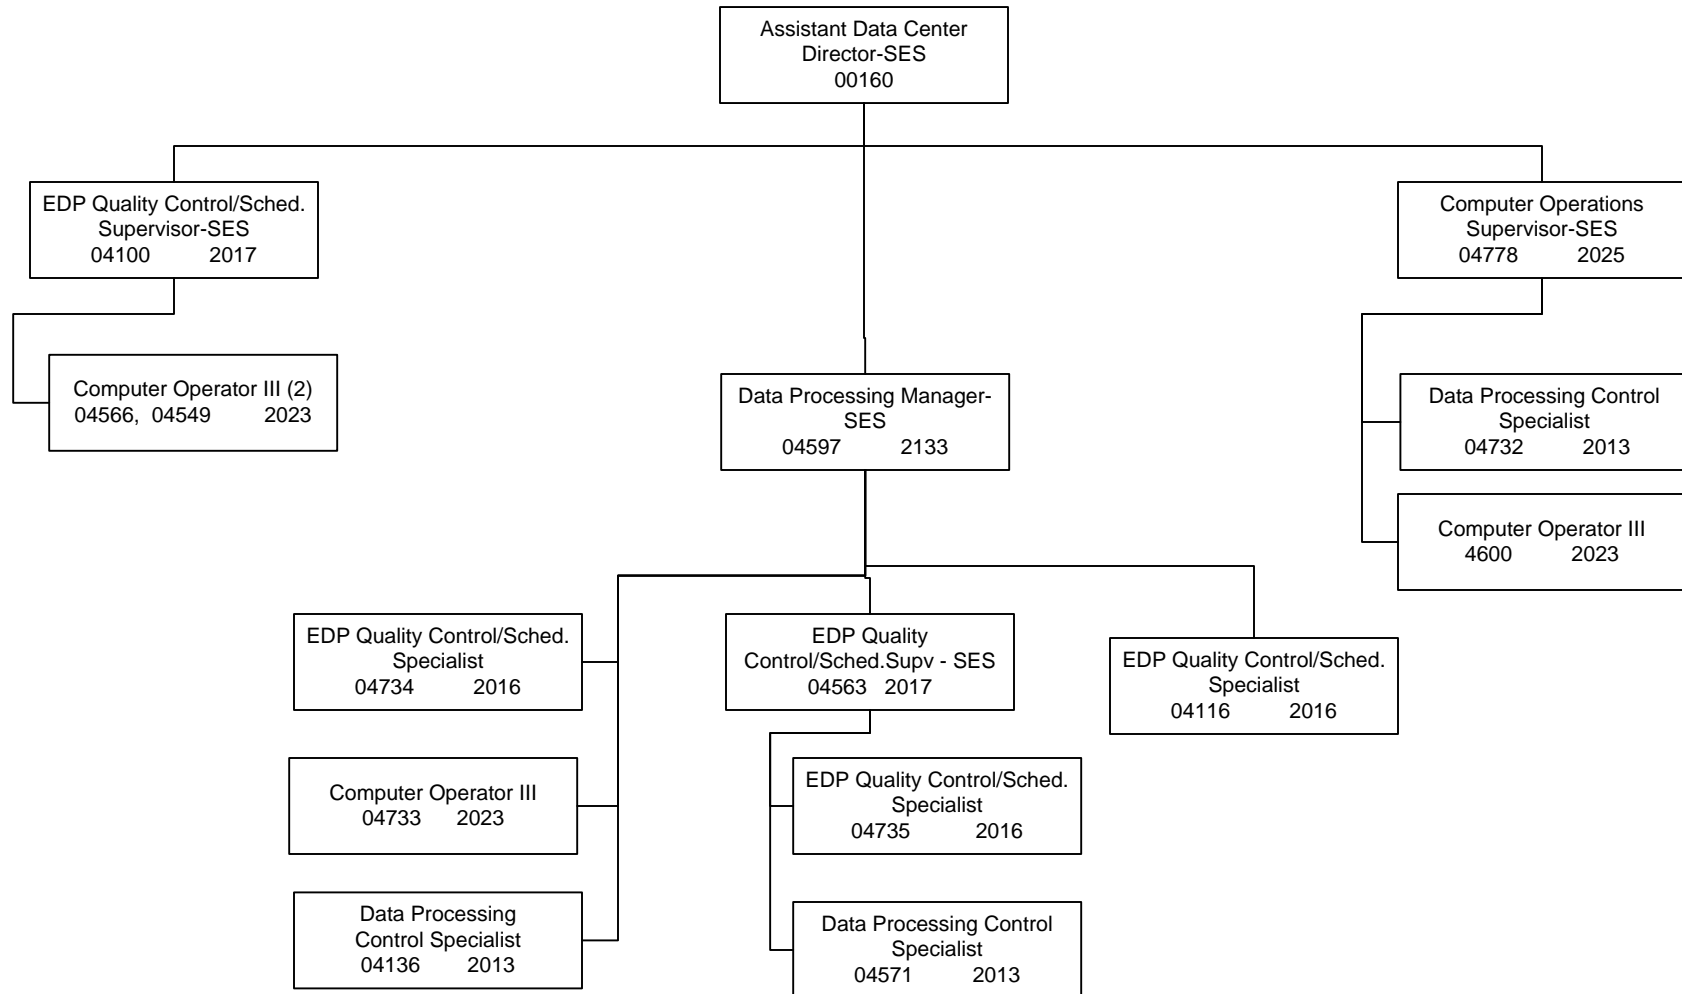 Assistant Data Center
Director-SES
00160
EDP Quality Control/Sched.
Supervisor-SES
04100 2017
Computer Operations
Supervisor-SES
04778 2025
Computer Operator III (2)
04566, 04549 2023
Data Processing Manager-
SES
04597 2133
Data Processing Control
Specialist
04732 2013
Computer Operator III
4600 2023
EDP Quality Control/Sched.
Specialist
04734 2016
EDP Quality
Control/Sched.Supv - SES
04563 2017
EDP Quality Control/Sched.
Specialist
04116 2016
Computer Operator III
04733 2023
EDP Quality Control/Sched.
Specialist
04735 2016
Data Processing
Control Specialist
04136 2013
Data Processing Control
Specialist
04571 2013